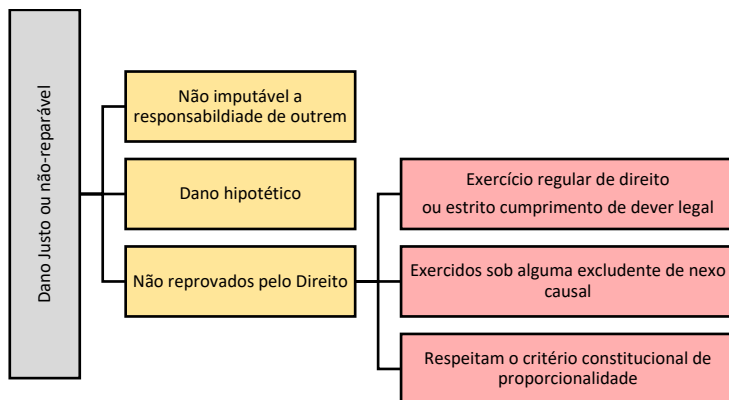 Dano Justo ou não-reparável
Não imputável a
responsabildiade de outrem
Dano hipotético
Não reprovados pelo Direito
Exercício regular de direito
ou estrito cumprimento de dever legal
Exercidos sob alguma excludente de nexo
causal
Respeitam o critério constitucional de
proporcionalidade